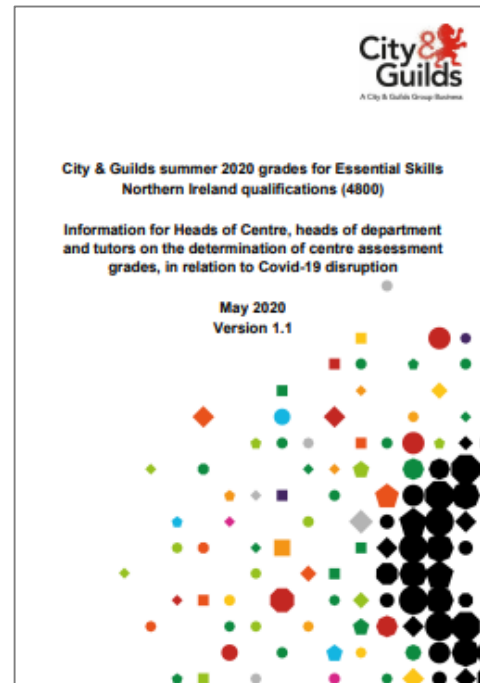 City&
Guilds
A City & Guilds Group Business
City & Guilds summer 2020 grades for Essential Skills
Northern Ireland qualifications (4800)
Information for Heads of Centre, heads of department
and tutors on the determination of centre assessment
grades, in relation to Covid-19 disruption
May 2020
Version 1.1